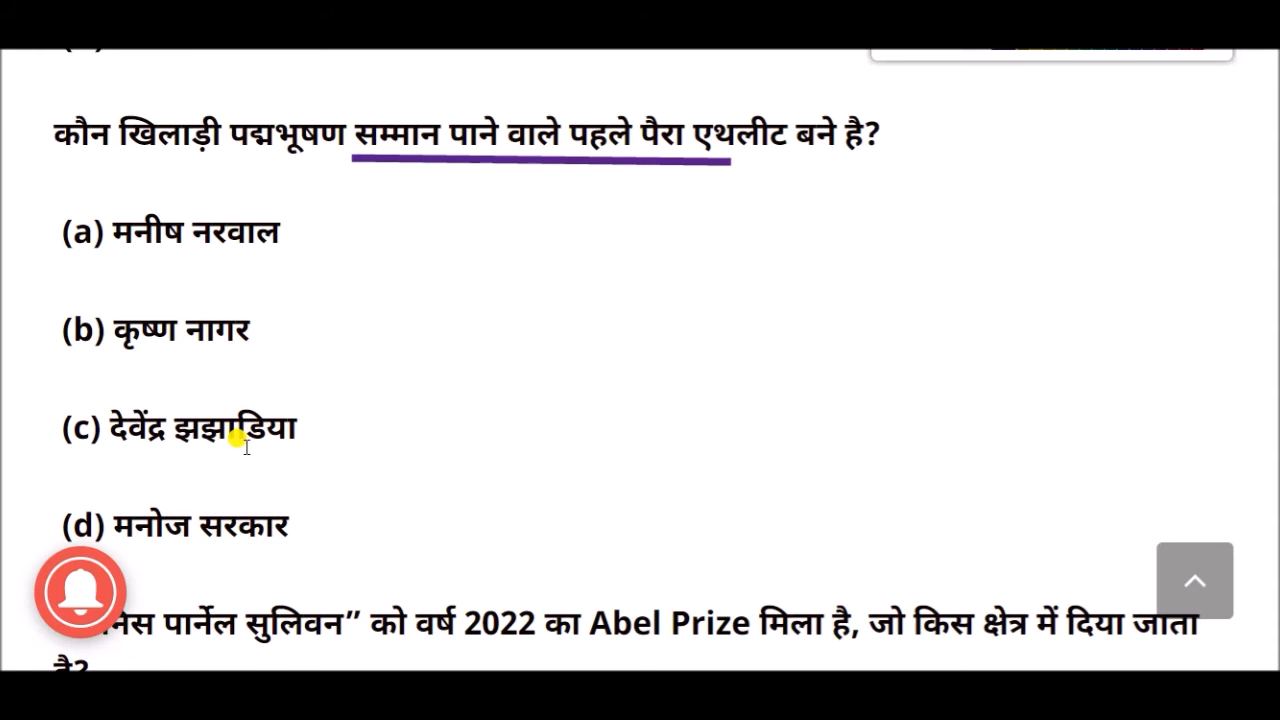 कौन खिलाड़ी पद्मभूषण सम्मान पाने वाले पहले पैरा एथलीट बने है?
(a) मनीष नरवाल
(b) कृष्ण नागर
(c) देवेंद्र झझाडिया
(d) मनोज सरकार
पार्नेल सुलिवन” को वर्ष 2022 का Abel Prize मिला है, जो किस क्षेत्र में दिया जाता
है?